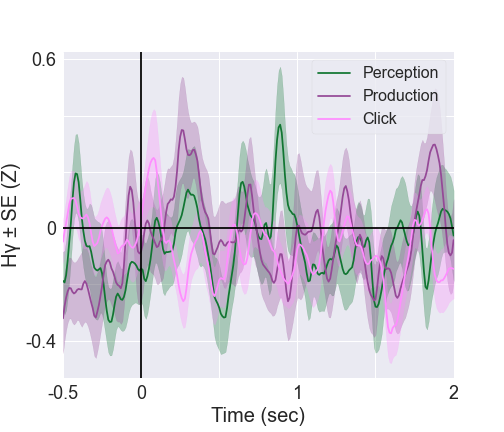 0.6
0
-0.4
Hγ ± SE (Z)
Perception
Production
Click
-0.5
0
1
2
Time (sec)